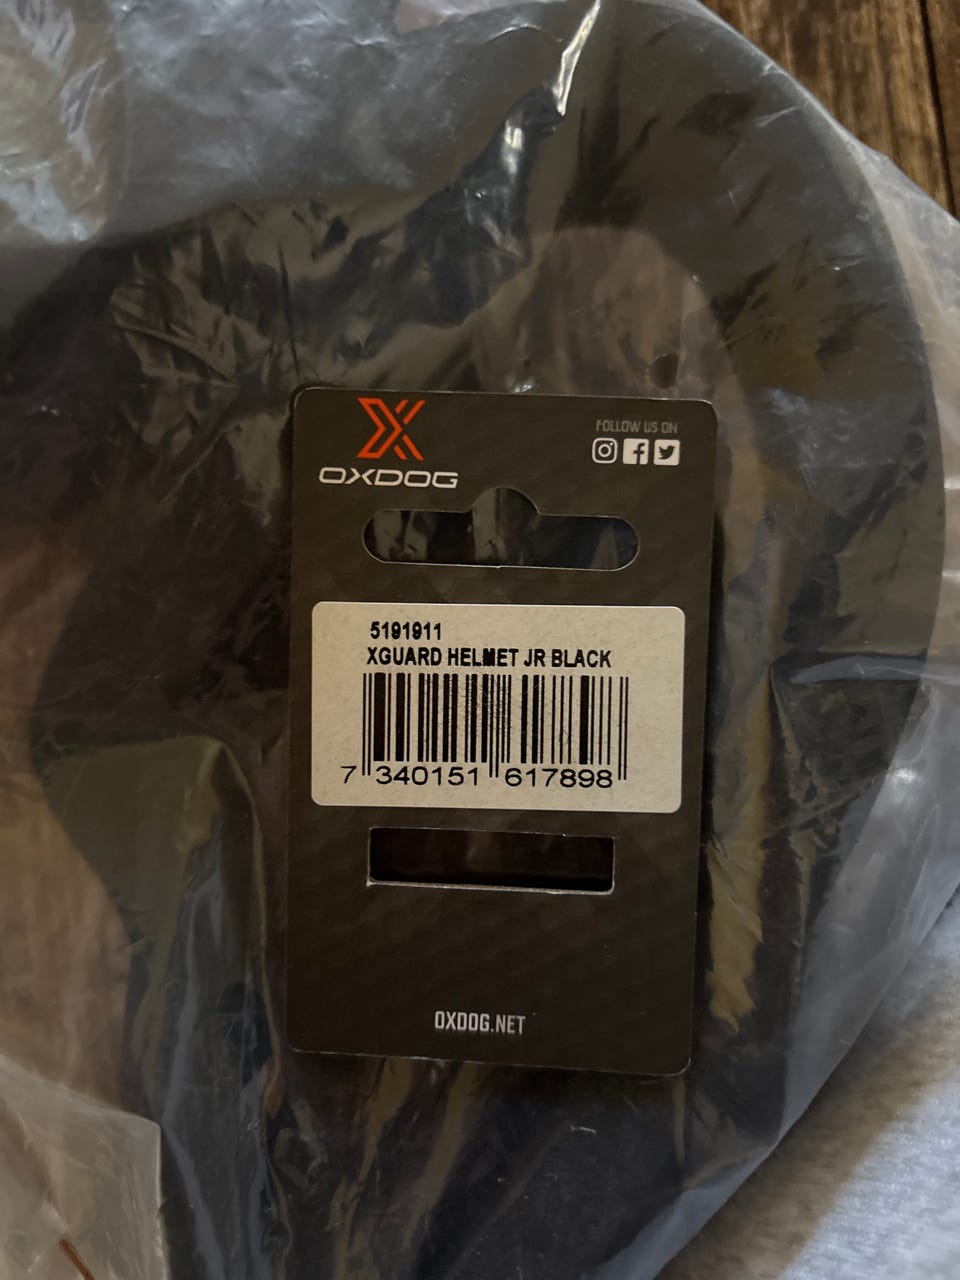 OXDOG
FOLLOW US ON
5191911
XGUARD HELMET JR BLACK
7 340151 617898
OXDOG.NET